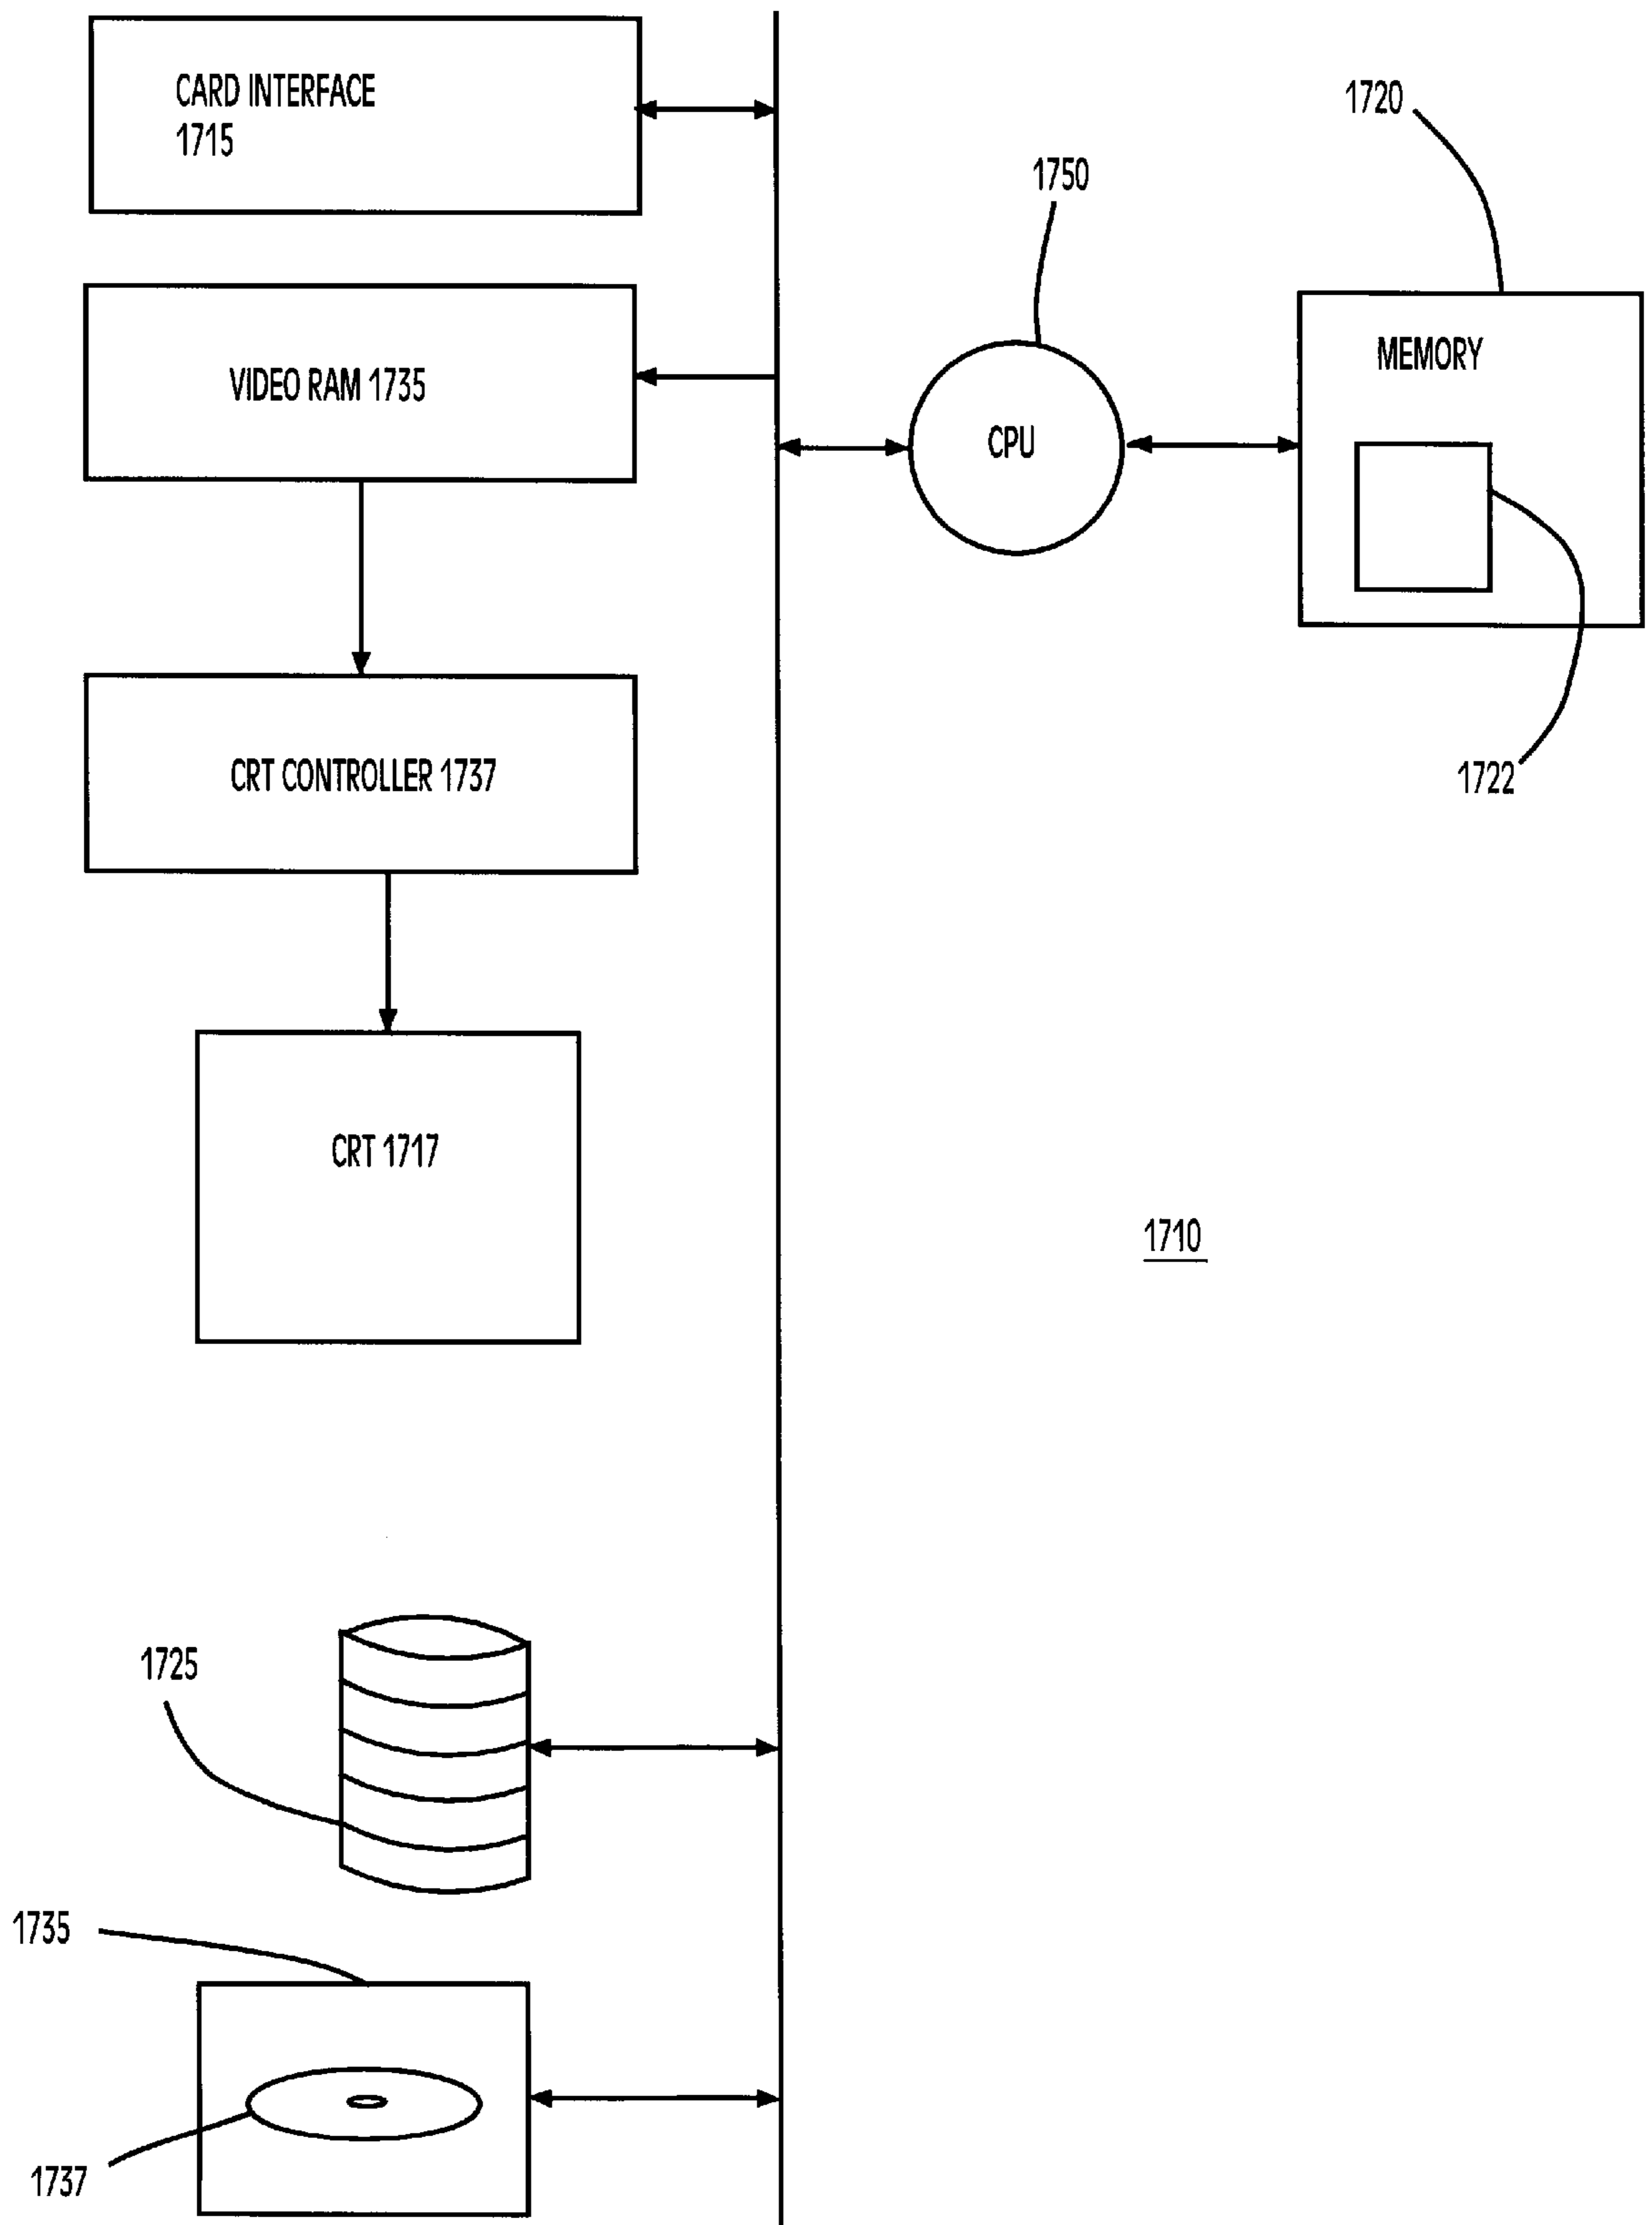 CARD INTERFACE
1715
1720
1750
VIDEO RAM 1735
MEMORY
CPU
CRT CONTROLLER 1737
1722
CRT 1717
1710
1725
1735
1737